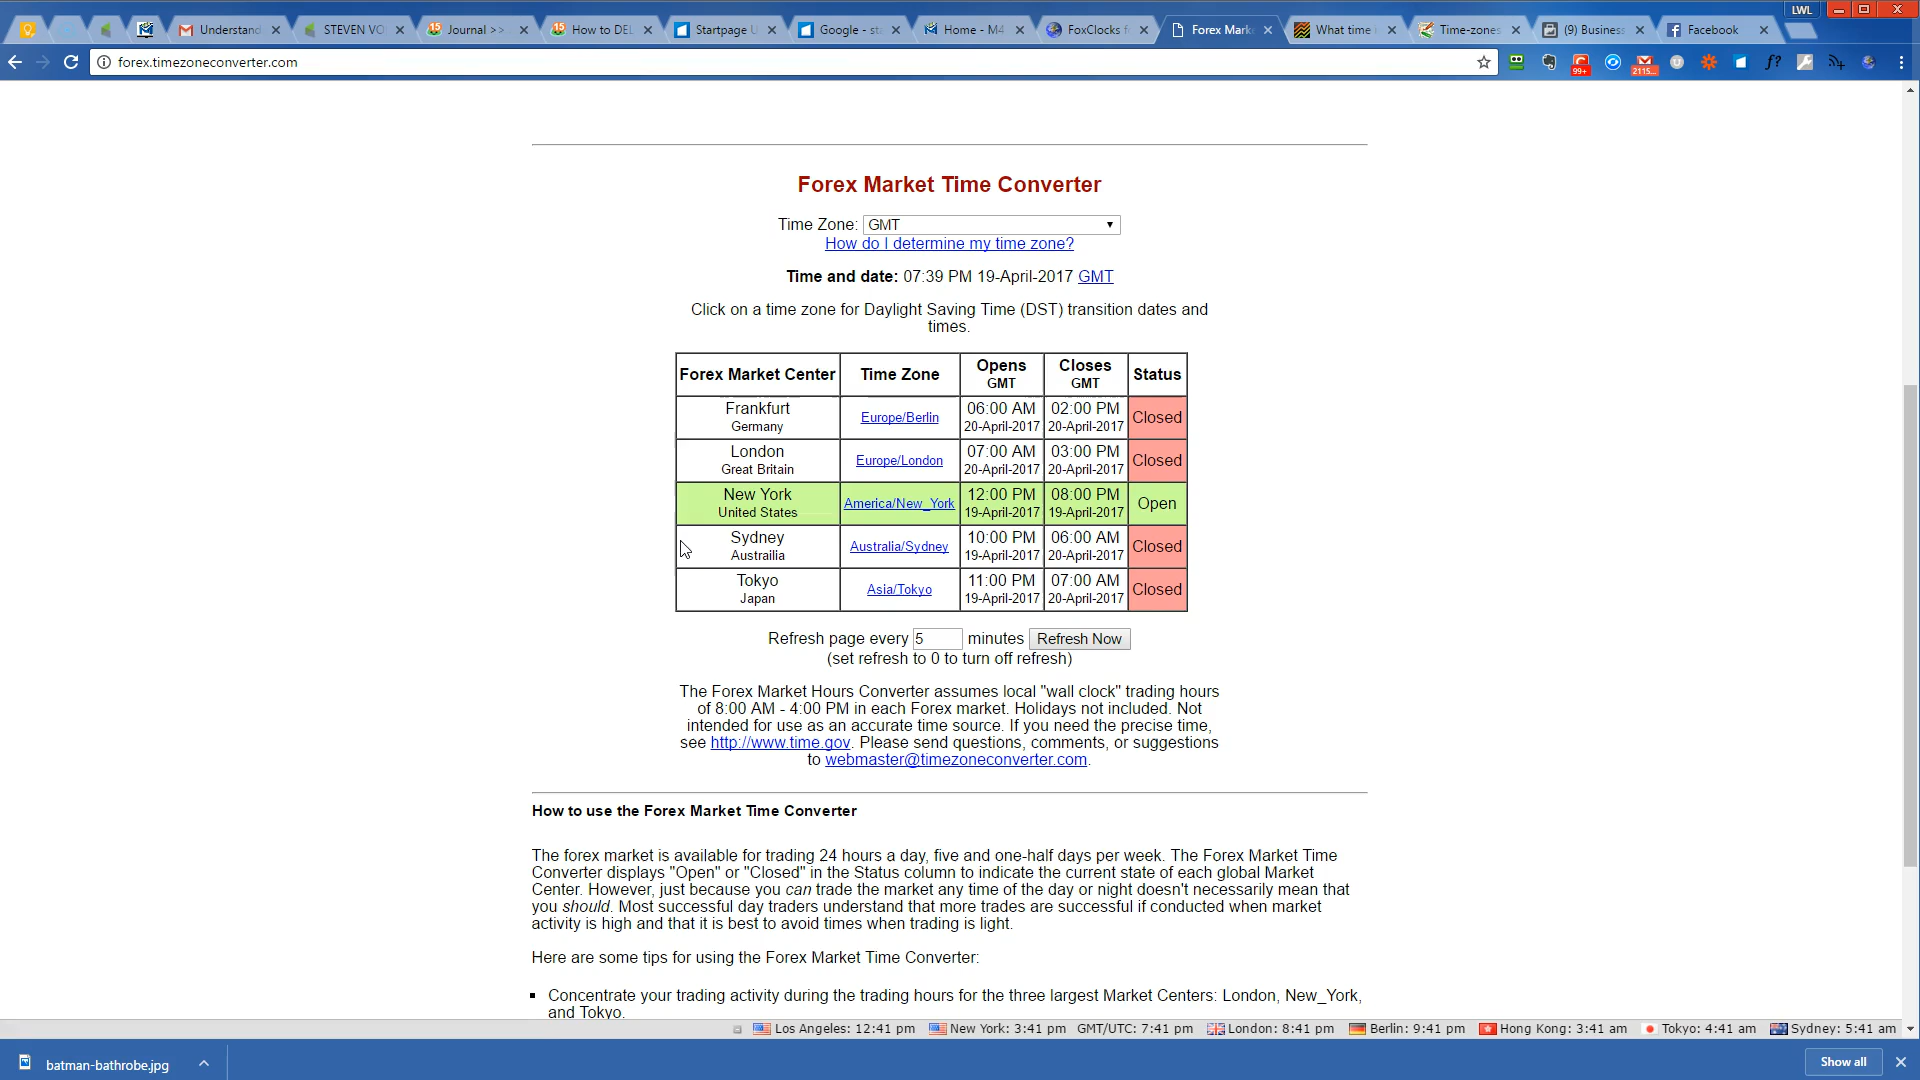 LWL
Understand
STEVEN VO
Journal >>
How to DEL
Startpage U
Google - sta
Home - M4
FoxClocks f
Forex Mark
What time i
Time-zones
(9) Business
Facebook
forex.timezoneconverter.com
99+
2115...
Forex Market Time Converter
Time Zone: GMT
How do I determine my time zone?
Time and date: 07:39 PM 19-April-2017 GMT
Click on a time zone for Daylight Saving Time (DST) transition dates and
times.
Forex Market Center Time Zone Opens GMT Closes GMT Status
Frankfurt Germany Europe/Berlin 06:00 AM 20-April-2017 02:00 PM 20-April-2017 Closed
London Great Britain Europe/London 07:00 AM 20-April-2017 03:00 PM 20-April-2017 Closed
New York United States America/New_York 12:00 PM 19-April-2017 08:00 PM 19-April-2017 Open
Sydney Austrailia Australia/Sydney 10:00 PM 19-April-2017 06:00 AM 20-April-2017 Closed
Tokyo Japan Asia/Tokyo 11:00 PM 19-April-2017 07:00 AM 20-April-2017 Closed
Refresh page every 5 minutes Refresh Now
(set refresh to 0 to turn off refresh)
The Forex Market Hours Converter assumes local "wall clock" trading hours
of 8:00 AM - 4:00 PM in each Forex market. Holidays not included. Not
intended for use as an accurate time source. If you need the precise time,
see http://www.time.gov. Please send questions, comments, or suggestions
to webmaster@timezoneconverter.com.
How to use the Forex Market Time Converter
The forex market is available for trading 24 hours a day, five and one-half days per week. The Forex Market Time
Converter displays "Open" or "Closed" in the Status column to indicate the current state of each global Market
Center. However, just because you can trade the market any time of the day or night doesn't necessarily mean that
you should. Most successful day traders understand that more trades are successful if conducted when market
activity is high and that it is best to avoid times when trading is light.
Here are some tips for using the Forex Market Time Converter:
Concentrate your trading activity during the trading hours for the three largest Market Centers: London, New_York,
and Tokyo.
Los Angeles: 12:41 pm New York: 3:41 pm GMT/UTC: 7:41 pm London: 8:41 pm Berlin: 9:41 pm Hong Kong: 3:41 am Tokyo: 4:41 am Sydney: 5:41 am
batman-bathrobe.jpg
Show all